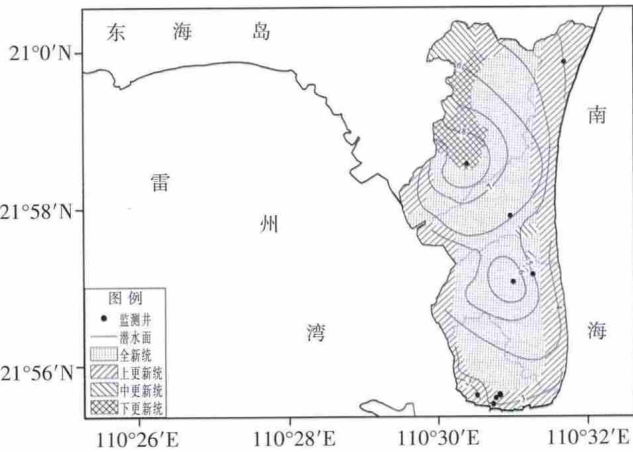 东海岛
21°0′N
南
雷
21°58′N
州
图例
监测井
潜水面
全新统
上更新统
中更新统
下更新统
湾
海
21°56′N
110°26′E 110°28′E 110°30′E 110°32′E